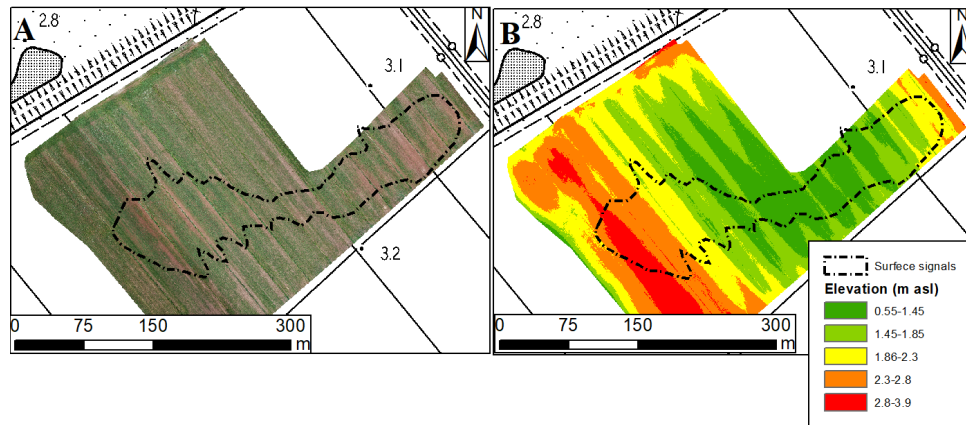 A
2.8
N
3.1
3.2
0 75 150 300
m
B
N
3.1
0 75 150 300
m
Surfece signals
Elevation (m asl)
0.55-1.45
1.45-1.85
1.86-2.3
2.3-2.8
2.8-3.9
2.8